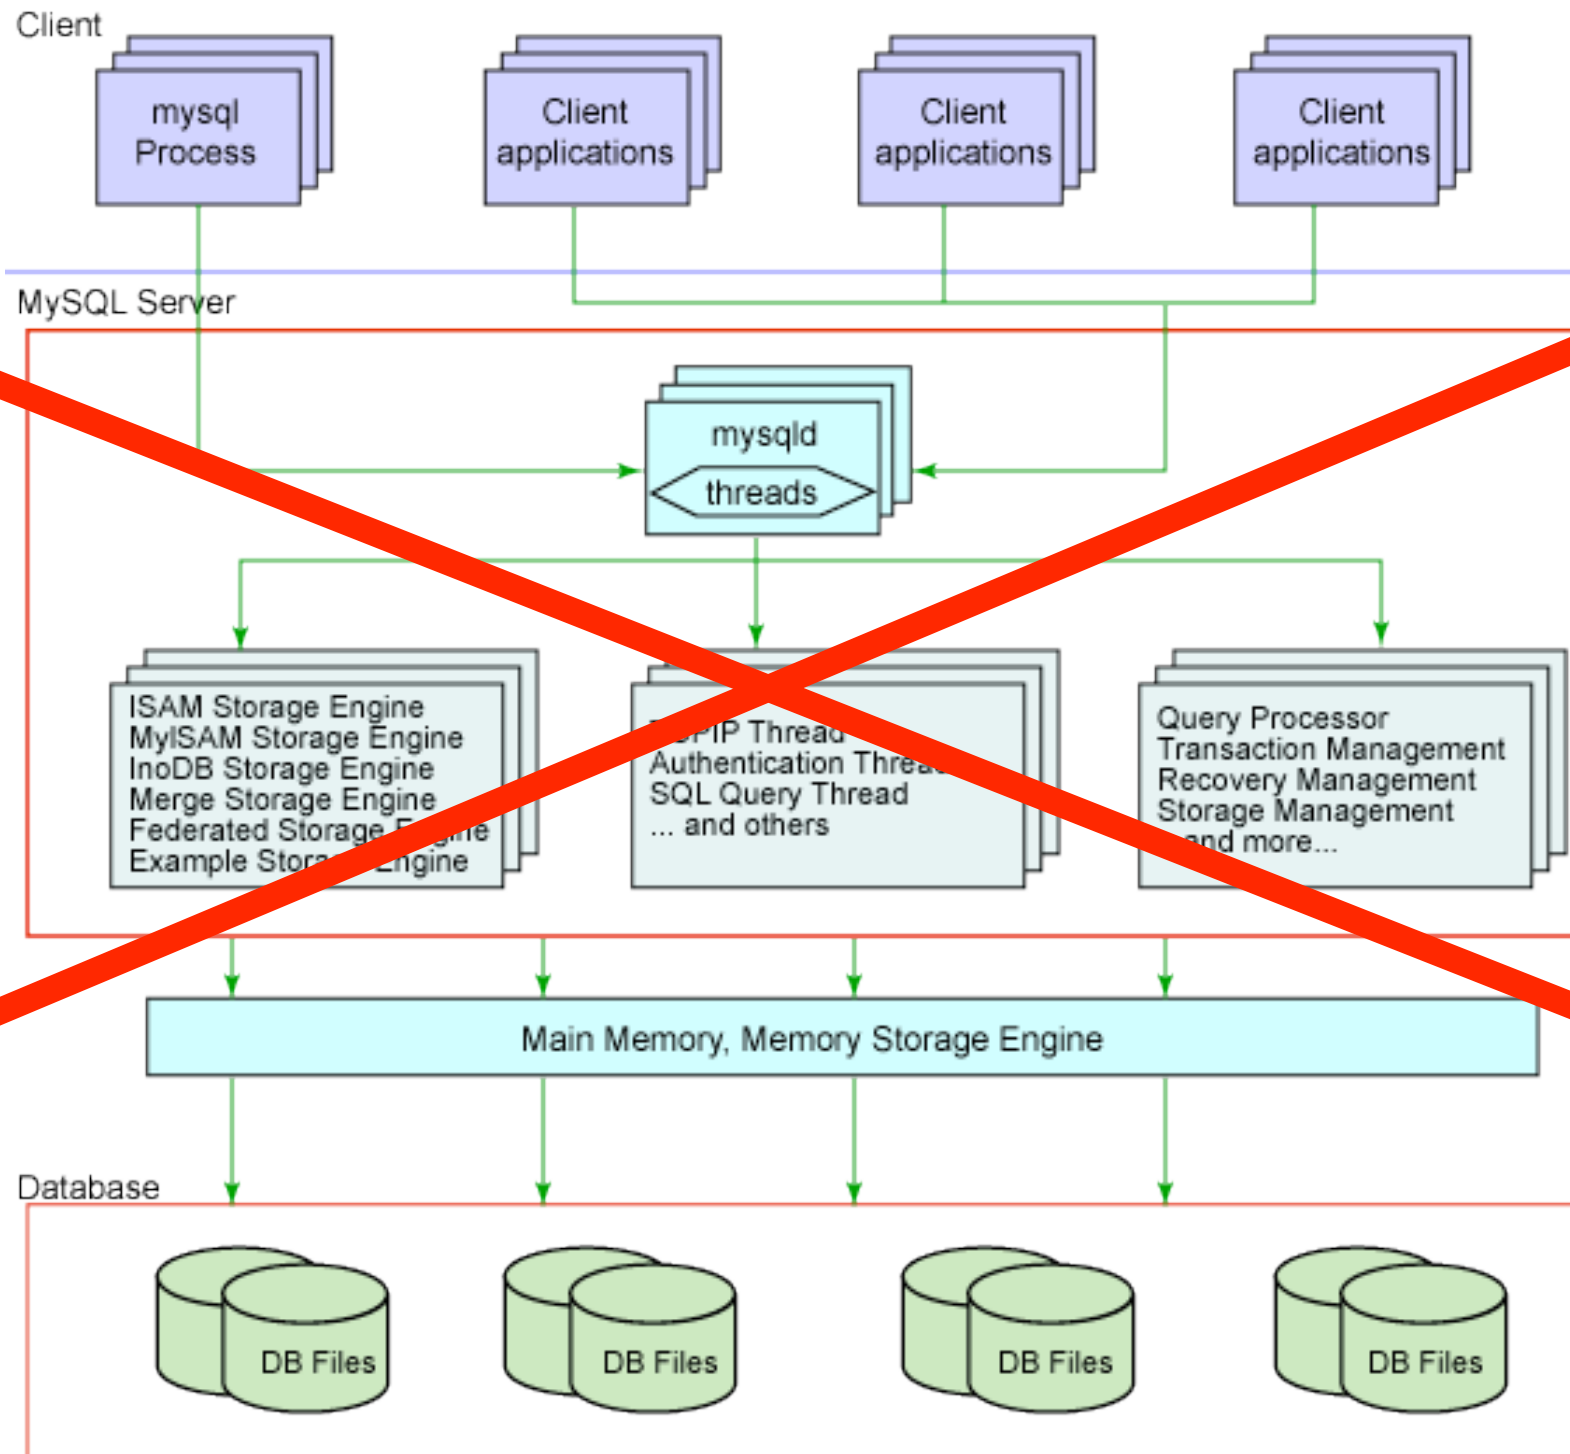 Client
mysql
Process
Client
applications
Client
applications
Client
applications
MySQL Server
mysqld
threads
ISAM Storage Engine
MyISAM Storage Engine
InoDB Storage Engine
Merge Storage Engine
Federated Storage Engine
Example Storage Engine
Thread
Authentication Thread
SQL Query Thread
... and others
Query Processor
Transaction Management
Recovery Management
Storage Management
and more...
Main Memory, Memory Storage Engine
Database
DB Files
DB Files
DB Files
DB Files